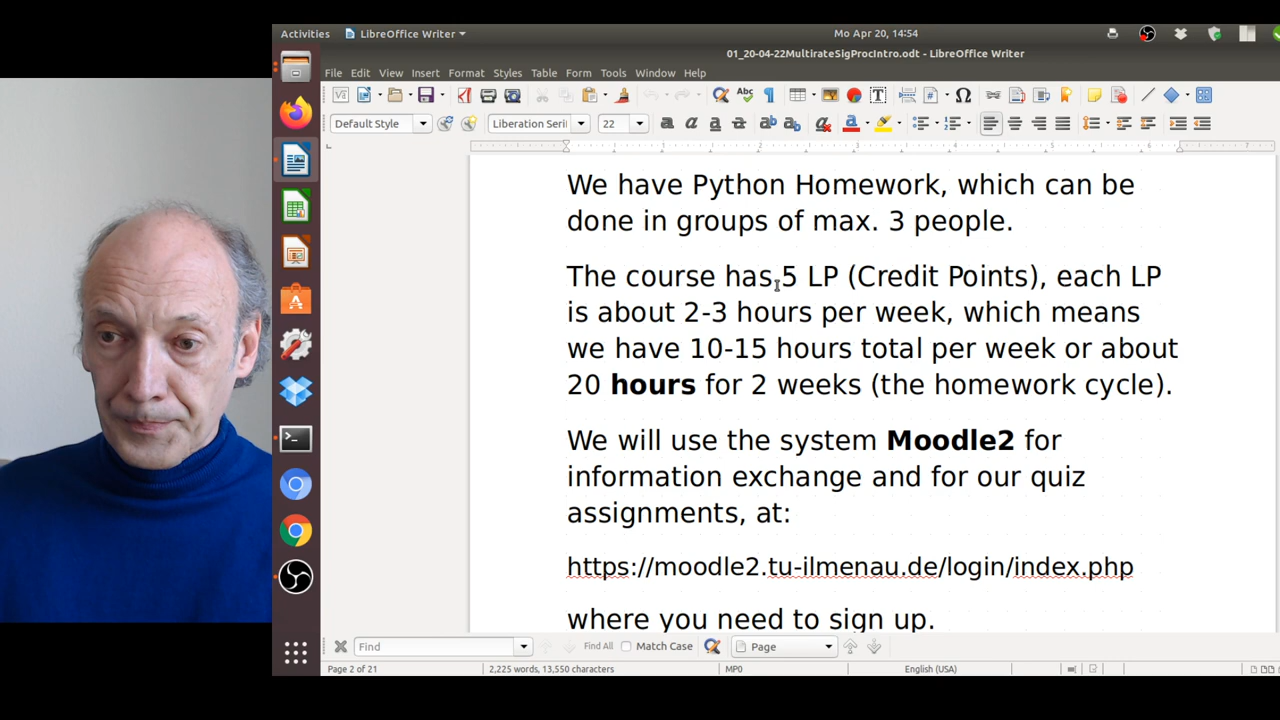 Activities
LibreOffice Writer
Mo Apr 20, 14:54
01_20-04-22MultirateSigProcIntro.odt - LibreOffice Writer
File Edit View Insert Format Styles Table Form Tools Window Help
Default Style
Liberation Seri
22
We have Python Homework, which can be
done in groups of max. 3 people.
The course has 5 LP (Credit Points), each LP
is about 2-3 hours per week, which means
we have 10-15 hours total per week or about
20 hours for 2 weeks (the homework cycle).
We will use the system Moodle2 for
information exchange and for our quiz
assignments, at:
https://moodle2.tu-ilmenau.de/login/index.php
where you need to sign up.
Find
Find All
Match Case
Page
Page 2 of 21
2,225 words, 13,550 characters
MP0
English (USA)